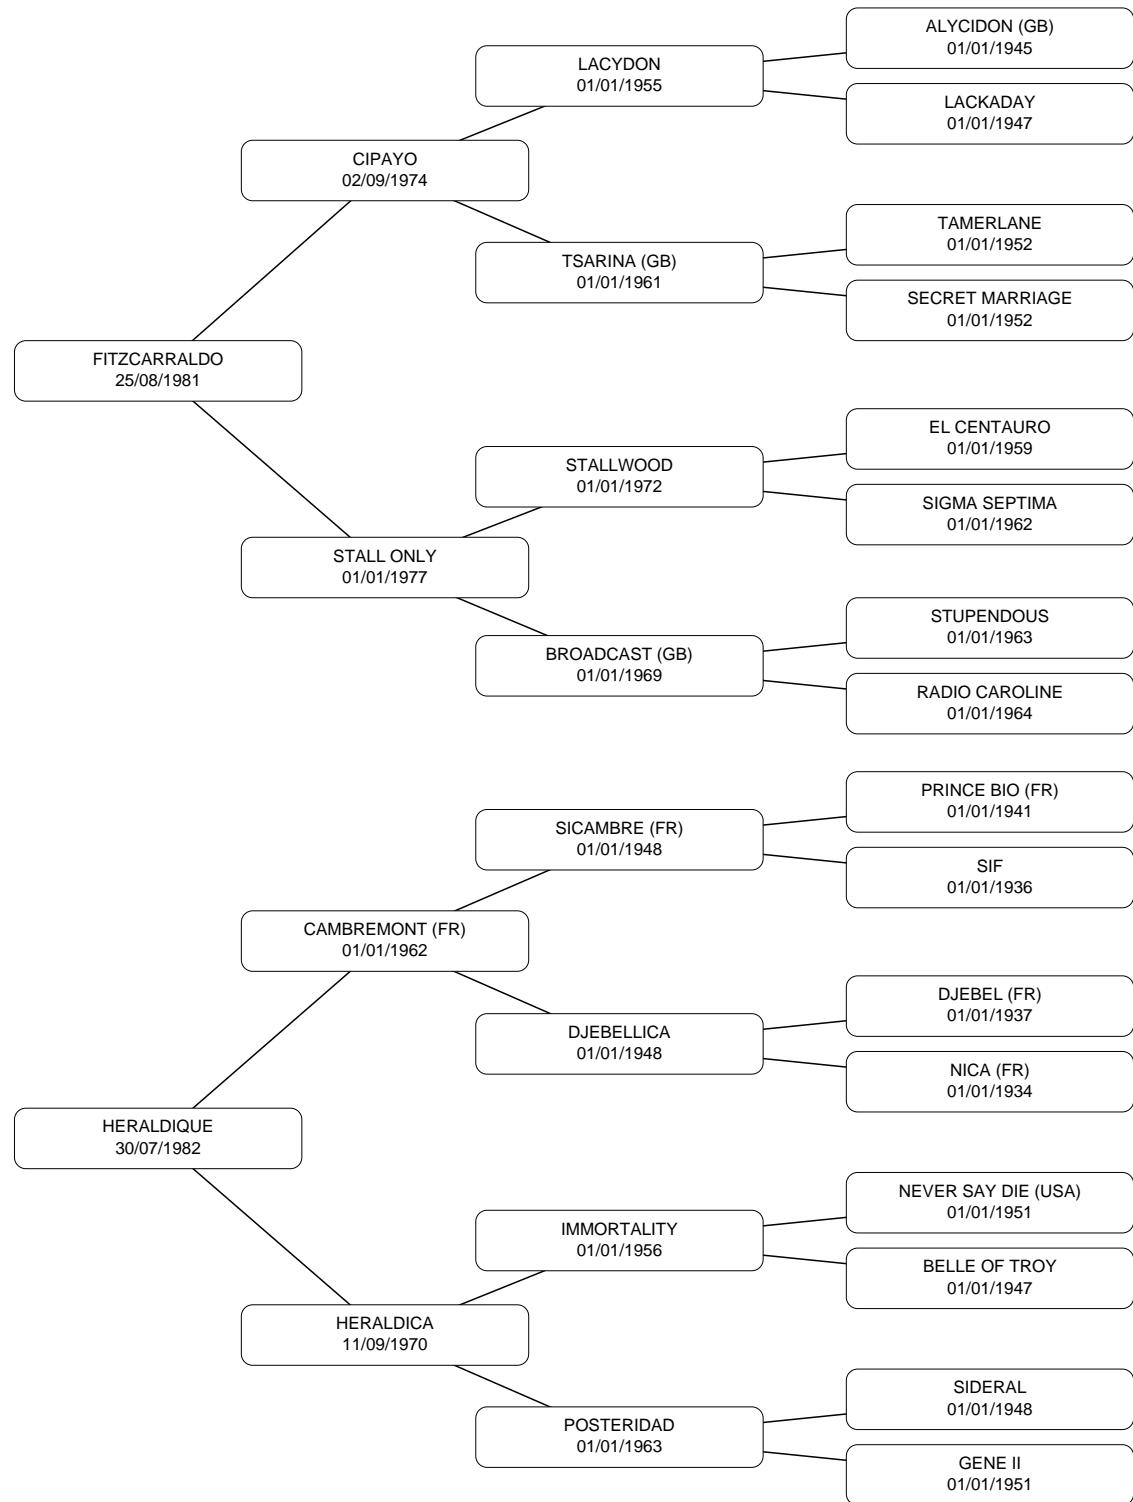 ALYCIDON (GB)
01/01/1945
LACYDON
01/01/1955
LACKADAY
01/01/1947
CIPAYO
02/09/1974
TAMERLANE
01/01/1952
TSARINA (GB)
01/01/1961
SECRET MARRIAGE
01/01/1952
FITZCARRALDO
25/08/1981
EL CENTAURO
01/01/1959
STALLWOOD
01/01/1972
SIGMA SEPTIMA
01/01/1962
STALL ONLY
01/01/1977
STUPENDOUS
01/01/1963
BROADCAST (GB)
01/01/1969
RADIO CAROLINE
01/01/1964
PRINCE BIO (FR)
01/01/1941
SICAMBRE (FR)
01/01/1948
SIF
01/01/1936
CAMBREMONT (FR)
01/01/1962
DJEBEL (FR)
01/01/1937
DJEBELLICA
01/01/1948
NICA (FR)
01/01/1934
HERALDIQUE
30/07/1982
NEVER SAY DIE (USA)
01/01/1951
IMMORTALITY
01/01/1956
BELLE OF TROY
01/01/1947
HERALDICA
11/09/1970
SIDERAL
01/01/1948
POSTERIDAD
01/01/1963
GENE II
01/01/1951